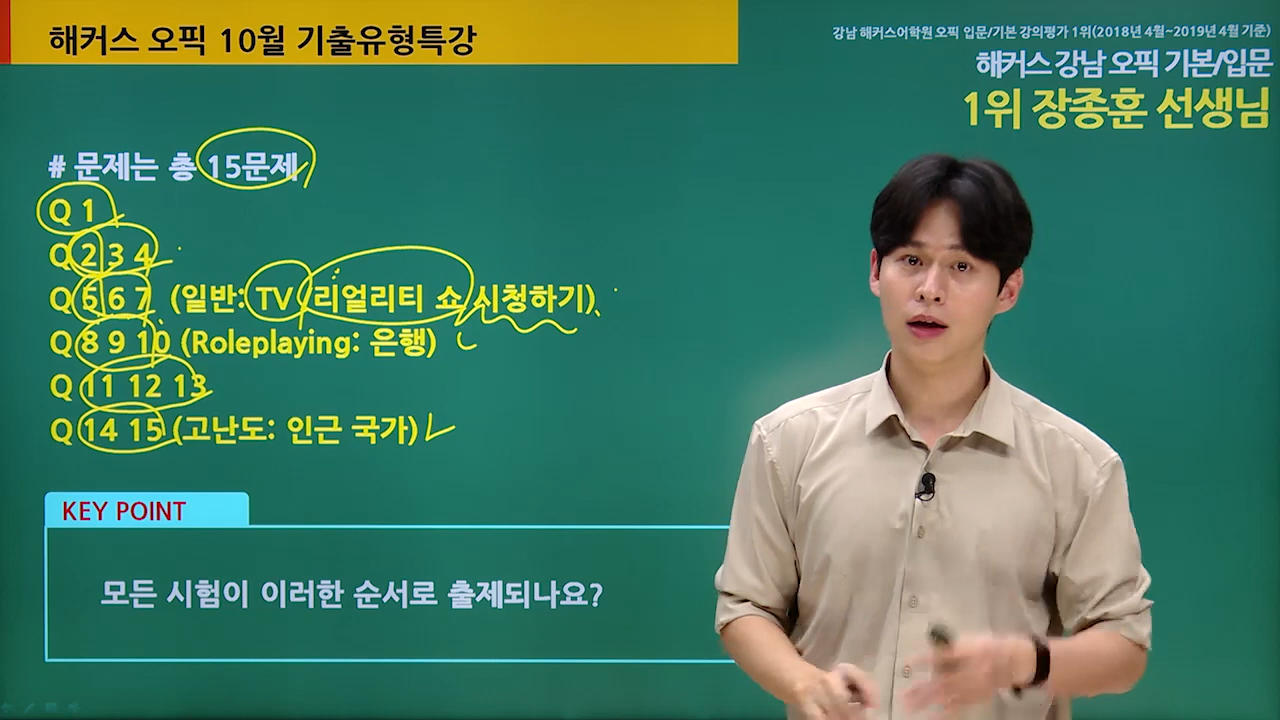 해커스 오픽 10월 기출유형특강
강남 해커스어학원 오픽 입문/기본 강의평가 1위(2018년 4월~2019년 4월 기준)
해커스 강남 오픽 기본/입문
1위 장종훈 선생님
# 문제는 총 15문제
Q 1
Q 2 3 4
Q 5 6 7 (일반: TV 리얼리티 쇼 시청하기)
Q 8 9 10 (Roleplaying: 은행)
Q 11 12 13
Q 14 15 (고난도: 인근 국가)
KEY POINT
모든 시험이 이러한 순서로 출제되나요?